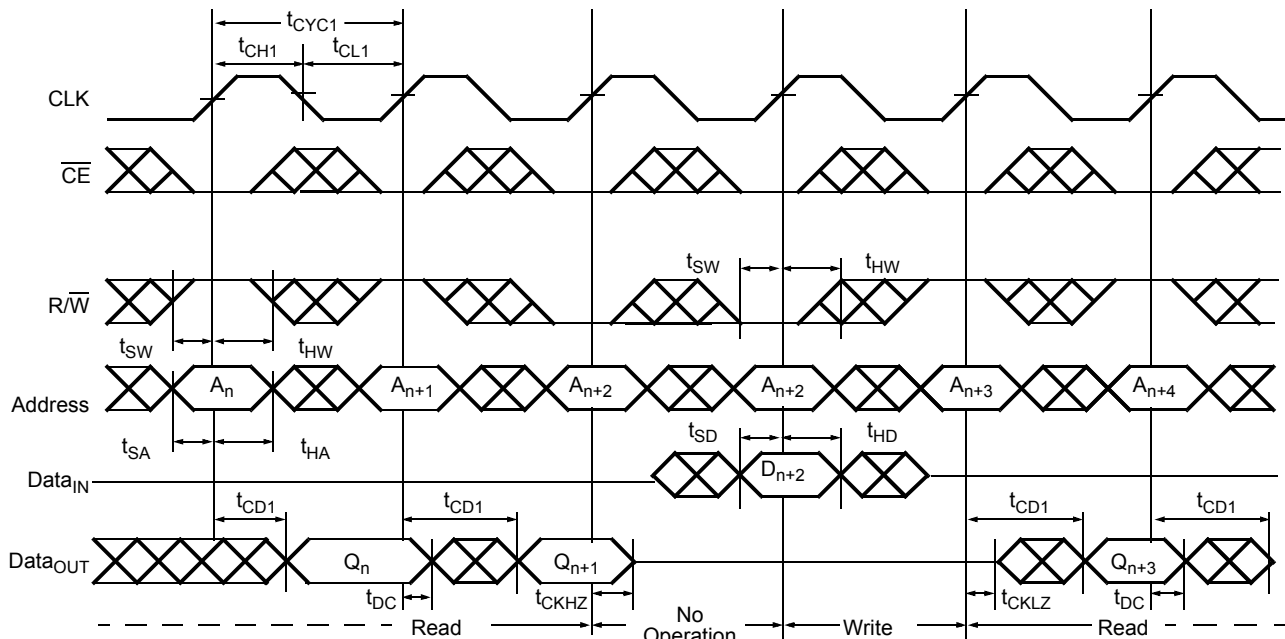 tCYC1
tCH1 tCL1
CLK
CE
tSW tHW
R/W
tSW tHW
Address An An+1 An+2 An+2 An+3 An+4
tSA tHA tSD tHD
DataIN Dn+2
tCD1 tCD1 tCD1 tCD1
DataOUT Qn Qn+1 Qn+3
tDC tCKHZ tCKLZ tDC
Read No Operation Write Read